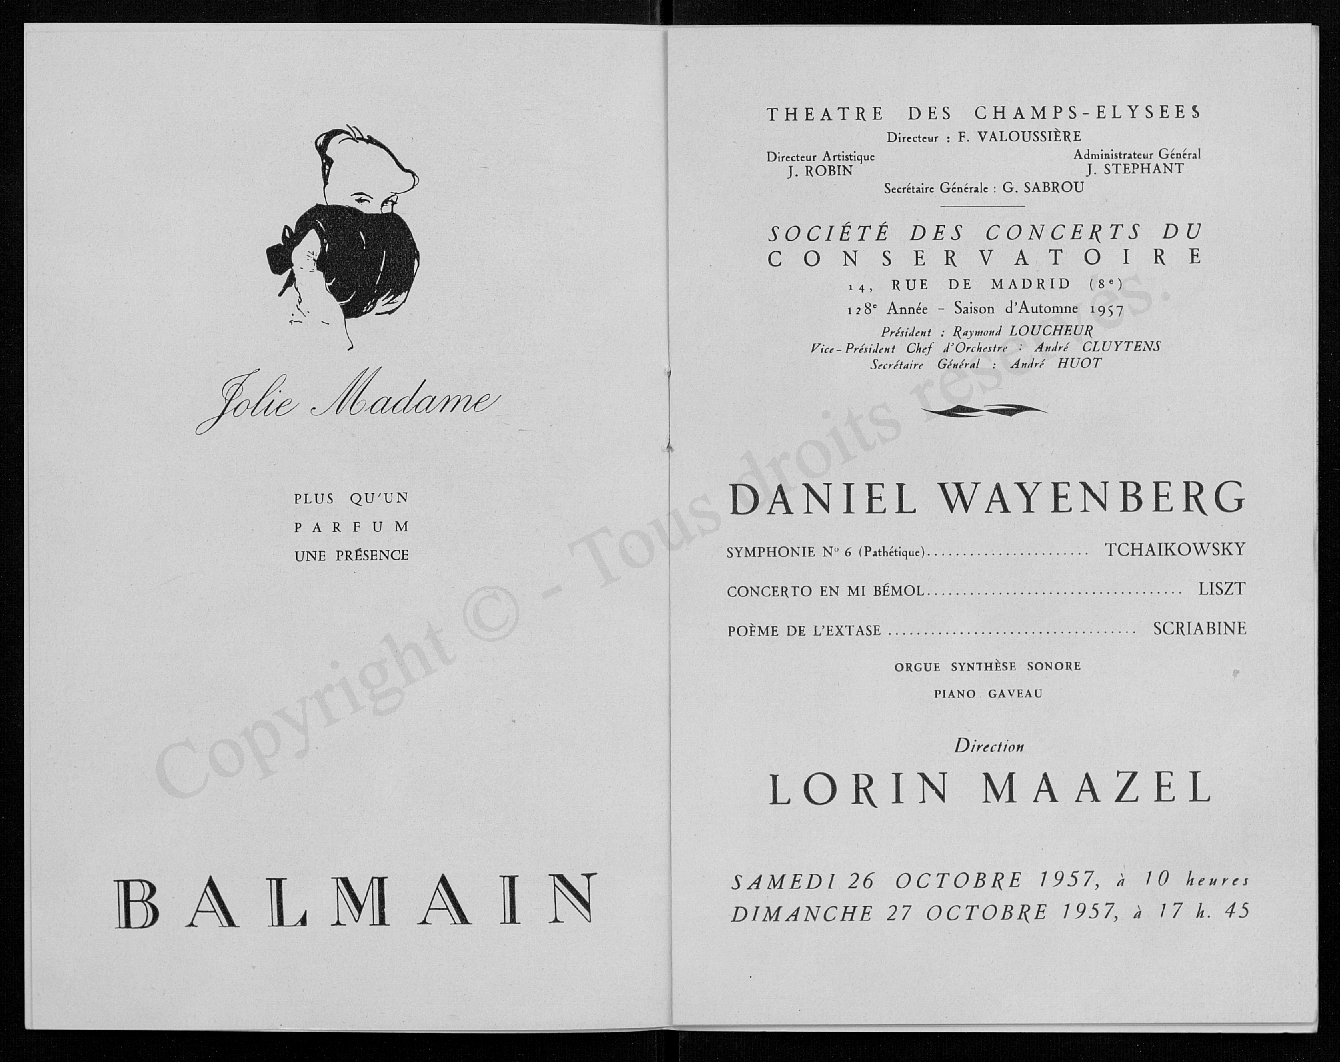 Jolie Madame
PLUS QU'UN
PARFUM
UNE PRÉSENCE
BALMAIN
THEATRE DES CHAMPS-ELYSEES
Directeur : F. VALOUSSIÈRE
Directeur Artistique Administrateur Général
J. ROBIN J. STEPHANT
Secrétaire Générale : G. SABROU
SOCIÉTÉ DES CONCERTS DU
CONSERVATOIRE
14, RUE DE MADRID (8e)
128e Année - Saison d'Automne 1957
Président : Raymond LOUCHEUR
Vice-Président Chef d'Orchestre : André CLUYTENS
Secrétaire Général : André HUOT
DANIEL WAYENBERG
SYMPHONIE No 6 (Pathétique)....................... TCHAIKOWSKY
CONCERTO EN MI BÉMOL.................................... LISZT
POÈME DE L'EXTASE ................................... SCRIABINE
ORGUE SYNTHÈSE SONORE
PIANO GAVEAU
Direction
LORIN MAAZEL
SAMEDI 26 OCTOBRE 1957, à 10 heures
DIMANCHE 27 OCTOBRE 1957, à 17 h. 45
Copyright © - Tous droits réservés.